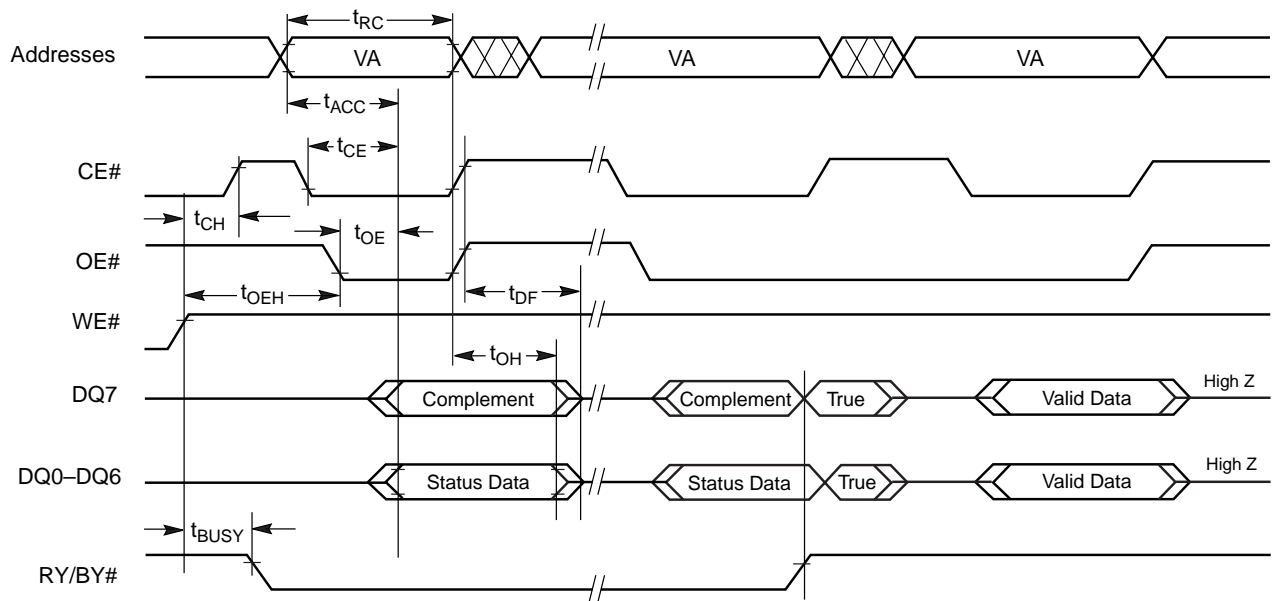 tRC
Addresses VA VA VA
tACC
tCE
CE#
tCH tOE
OE#
tOEH tDF
WE#
tOH
DQ7 Complement Complement True Valid Data High Z
DQ0–DQ6 Status Data Status Data True Valid Data High Z
tBUSY
RY/BY#